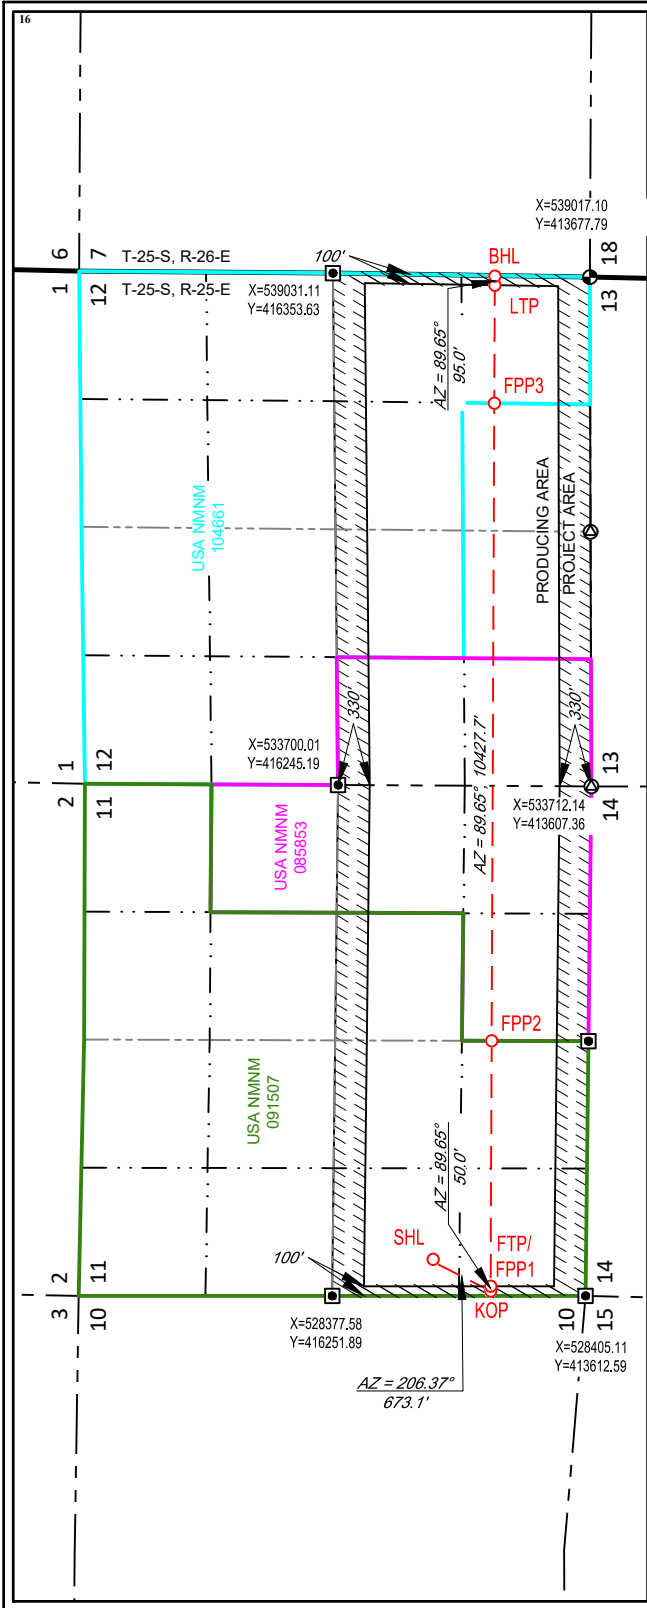 16
6
7
1
12
T-25-S, R-26-E
T-25-S, R-25-E
100'
BHL
LTP
X=539017.10
Y=413677.79
18
13
X=539031.11
Y=416353.63
AZ = 89.65°
95.0'
FPP3
USA NMNM
104661
PRODUCING AREA
PROJECT AREA
1
12
2
11
X=533700.01
Y=416245.19
330'
330'
AZ = 89.65°, 10427.7'
X=533712.14
Y=413607.36
13
14
USA NMNM
085853
FPP2
USA NMNM
091507
AZ = 89.65°
50.0'
SHL
FTP/
FPP1
KOP
100'
2
11
3
10
14
10
15
X=528377.58
Y=416251.89
X=528405.11
Y=413612.59
AZ = 206.37°
673.1'